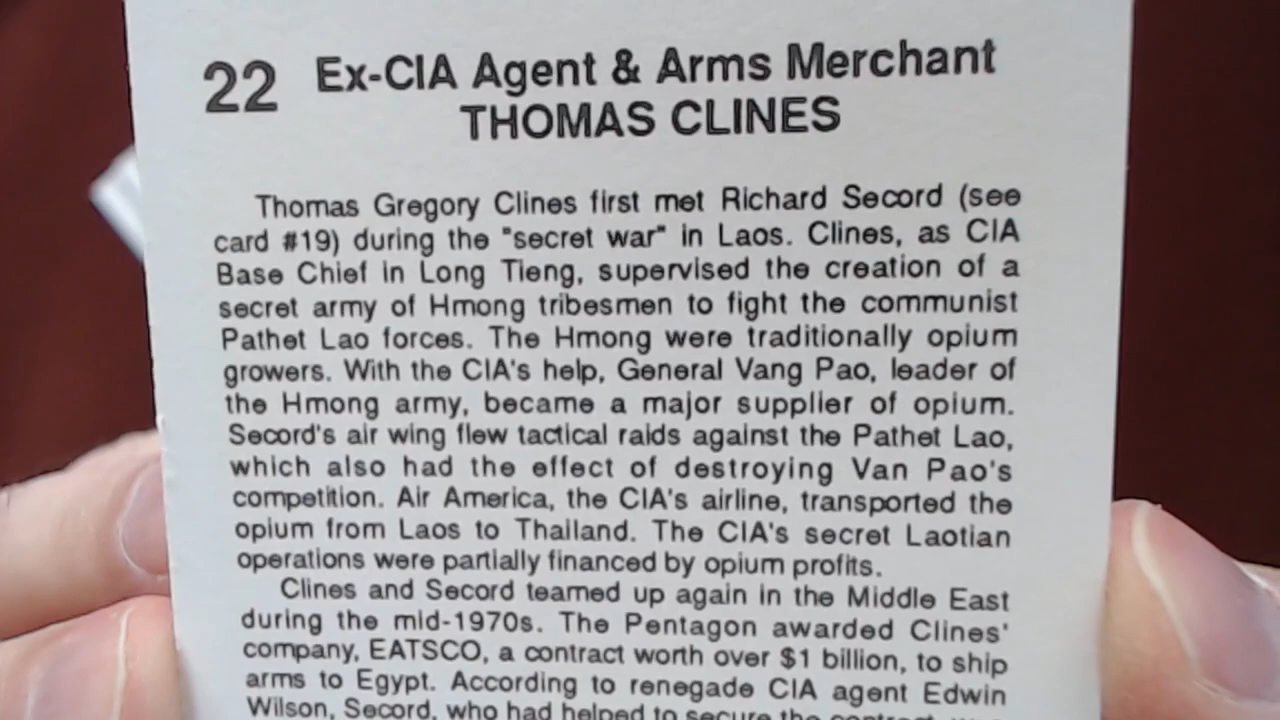 22 Ex-CIA Agent & Arms Merchant
THOMAS CLINES
Thomas Gregory Clines first met Richard Secord (see
card #19) during the "secret war" in Laos. Clines, as CIA
Base Chief in Long Tieng, supervised the creation of a
secret army of Hmong tribesmen to fight the communist
Pathet Lao forces. The Hmong were traditionally opium
growers. With the CIA's help, General Vang Pao, leader of
the Hmong army, became a major supplier of opium.
Secord's air wing flew tactical raids against the Pathet Lao,
which also had the effect of destroying Van Pao's
competition. Air America, the CIA's airline, transported the
opium from Laos to Thailand. The CIA's secret Laotian
operations were partially financed by opium profits.
Clines and Secord teamed up again in the Middle East
during the mid-1970s. The Pentagon awarded Clines'
company, EATSCO, a contract worth over $1 billion, to ship
arms to Egypt. According to renegade CIA agent Edwin
Wilson, Secord, who had helped to secure the contract,